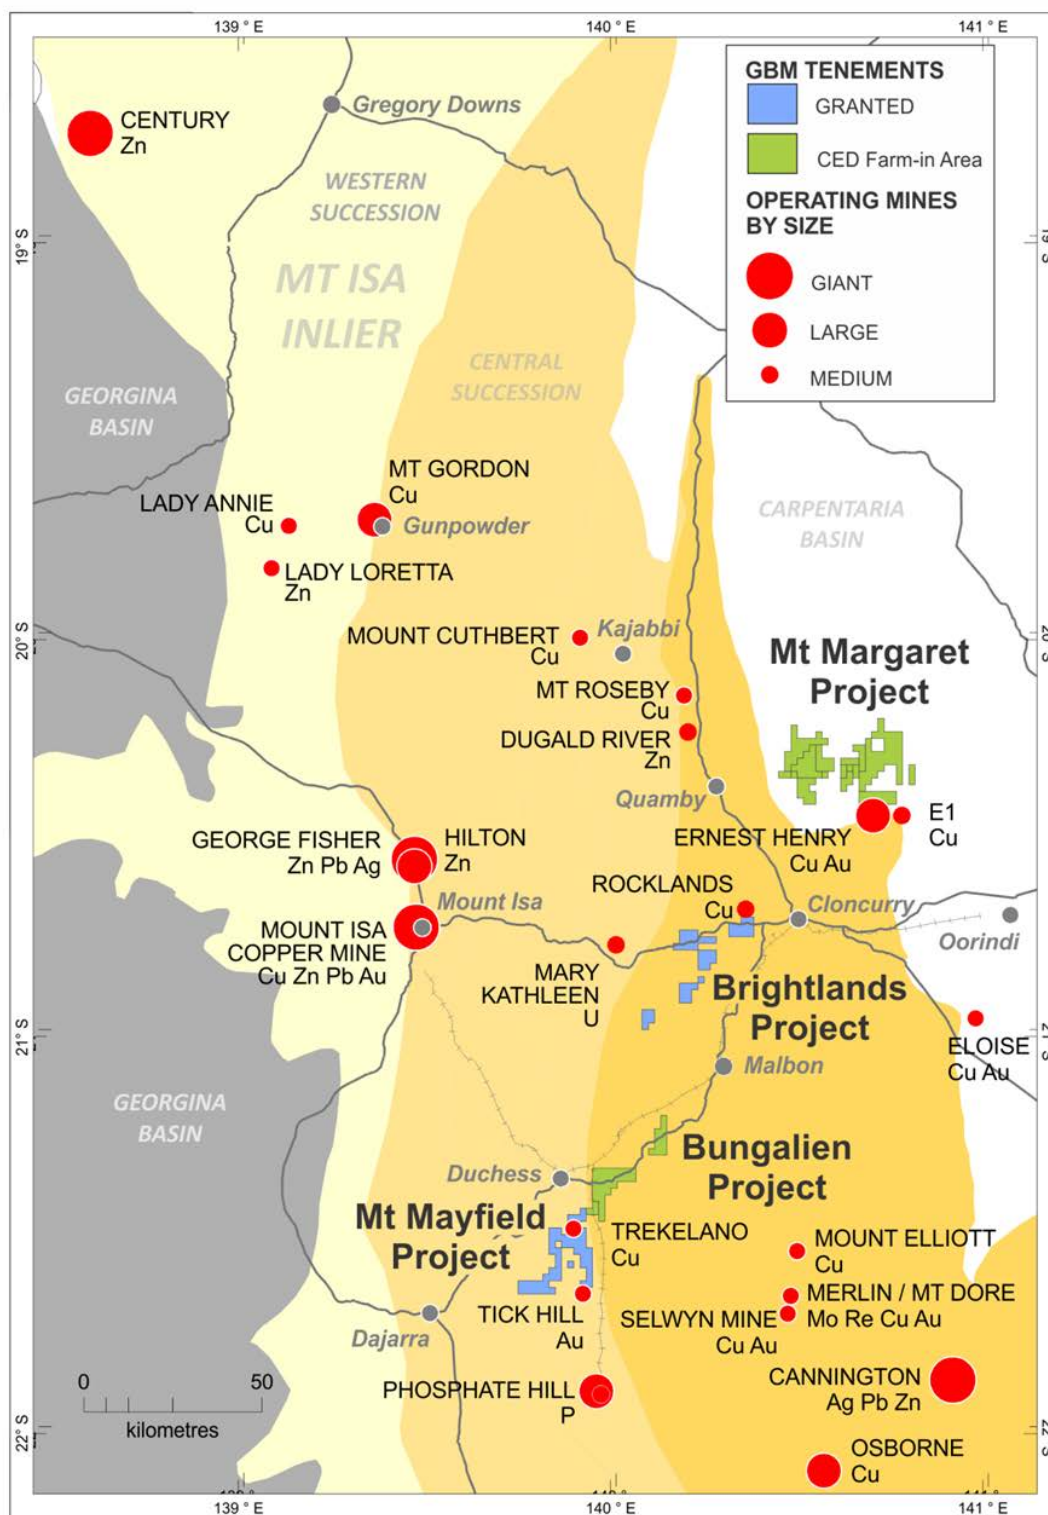 139 ° E
140 ° E
141 ° E
GBM TENEMENTS
GRANTED
CED Farm-in Area
OPERATING MINES
BY SIZE
GIANT
LARGE
MEDIUM
Gregory Downs
CENTURY
Zn
WESTERN
SUCCESSION
19° S
19° S
MT ISA
INLIER
CENTRAL
SUCCESSION
GEORGINA
BASIN
MT GORDON
Cu
Gunpowder
LADY ANNIE
Cu
LADY LORETTA
Zn
CARPENTARIA
BASIN
20° S
20° S
Kajabbi
MOUNT CUTHBERT
Cu
Mt Margaret
Project
MT ROSEBY
Cu
DUGALD RIVER
Zn
Quamby
E1
Cu
ERNEST HENRY
Cu Au
GEORGE FISHER
Zn Pb Ag
HILTON
Zn
ROCKLANDS
Cu
Mount Isa
Cloncurry
Oorindi
MOUNT ISA
COPPER MINE
Cu Zn Pb Au
MARY
KATHLEEN
U
Brightlands
Project
21° S
21° S
ELOISE
Cu Au
Malbon
GEORGINA
BASIN
Bungalien
Project
Duchess
Mt Mayfield
Project
TREKELANO
Cu
MOUNT ELLIOTT
Cu
MERLIN / MT DORE
Mo Re Cu Au
TICK HILL
Au
SELWYN MINE
Cu Au
Dajarra
CANNINGTON
Ag Pb Zn
PHOSPHATE HILL
P
0
50
kilometres
22° S
22° S
OSBORNE
Cu
139 ° E
140 ° E
141 ° E